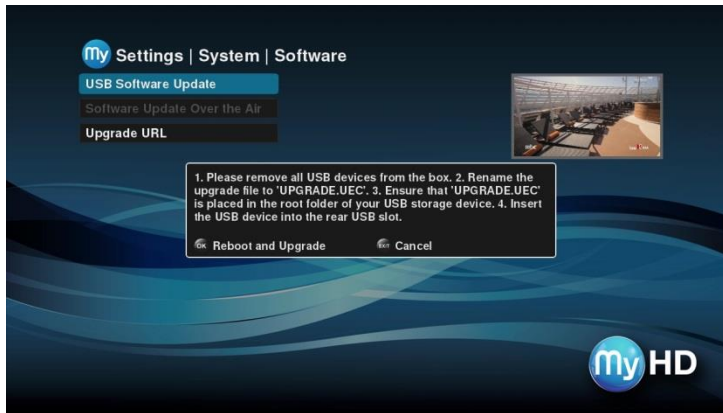 my Settings | System | Software
USB Software Update
Software Update Over the Air
Upgrade URL
1. Please remove all USB devices from the box. 2. Rename the
upgrade file to 'UPGRADE.UEC'. 3. Ensure that 'UPGRADE.UEC'
is placed in the root folder of your USB storage device. 4. Insert
the USB device into the rear USB slot.
OK Reboot and Upgrade EXIT Cancel
my HD